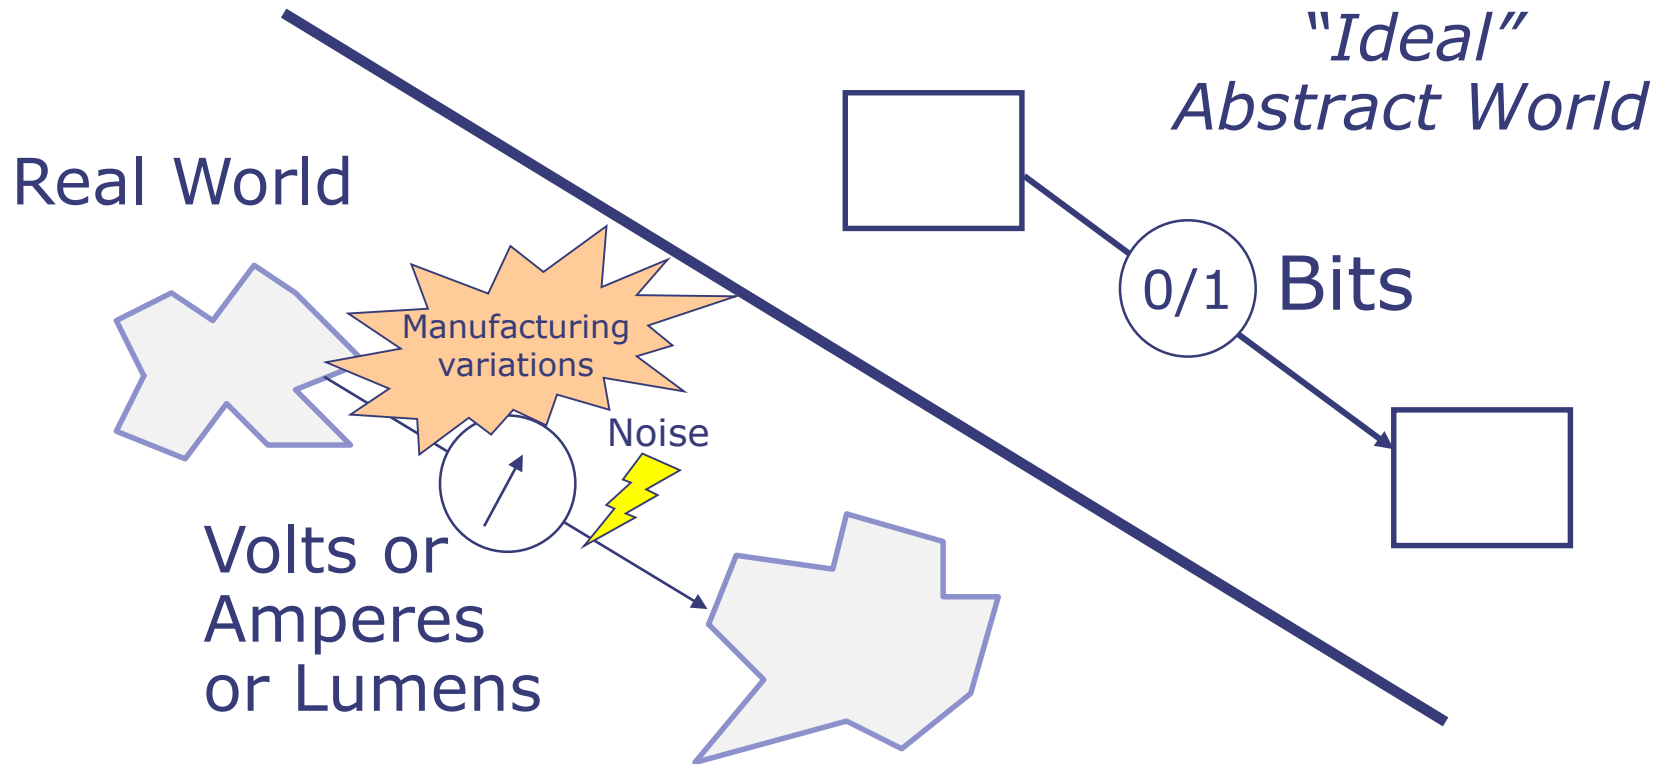 “Ideal”
Abstract World
Real World
0/1
Bits
Manufacturing
variations
Noise
Volts or
Amperes
or Lumens